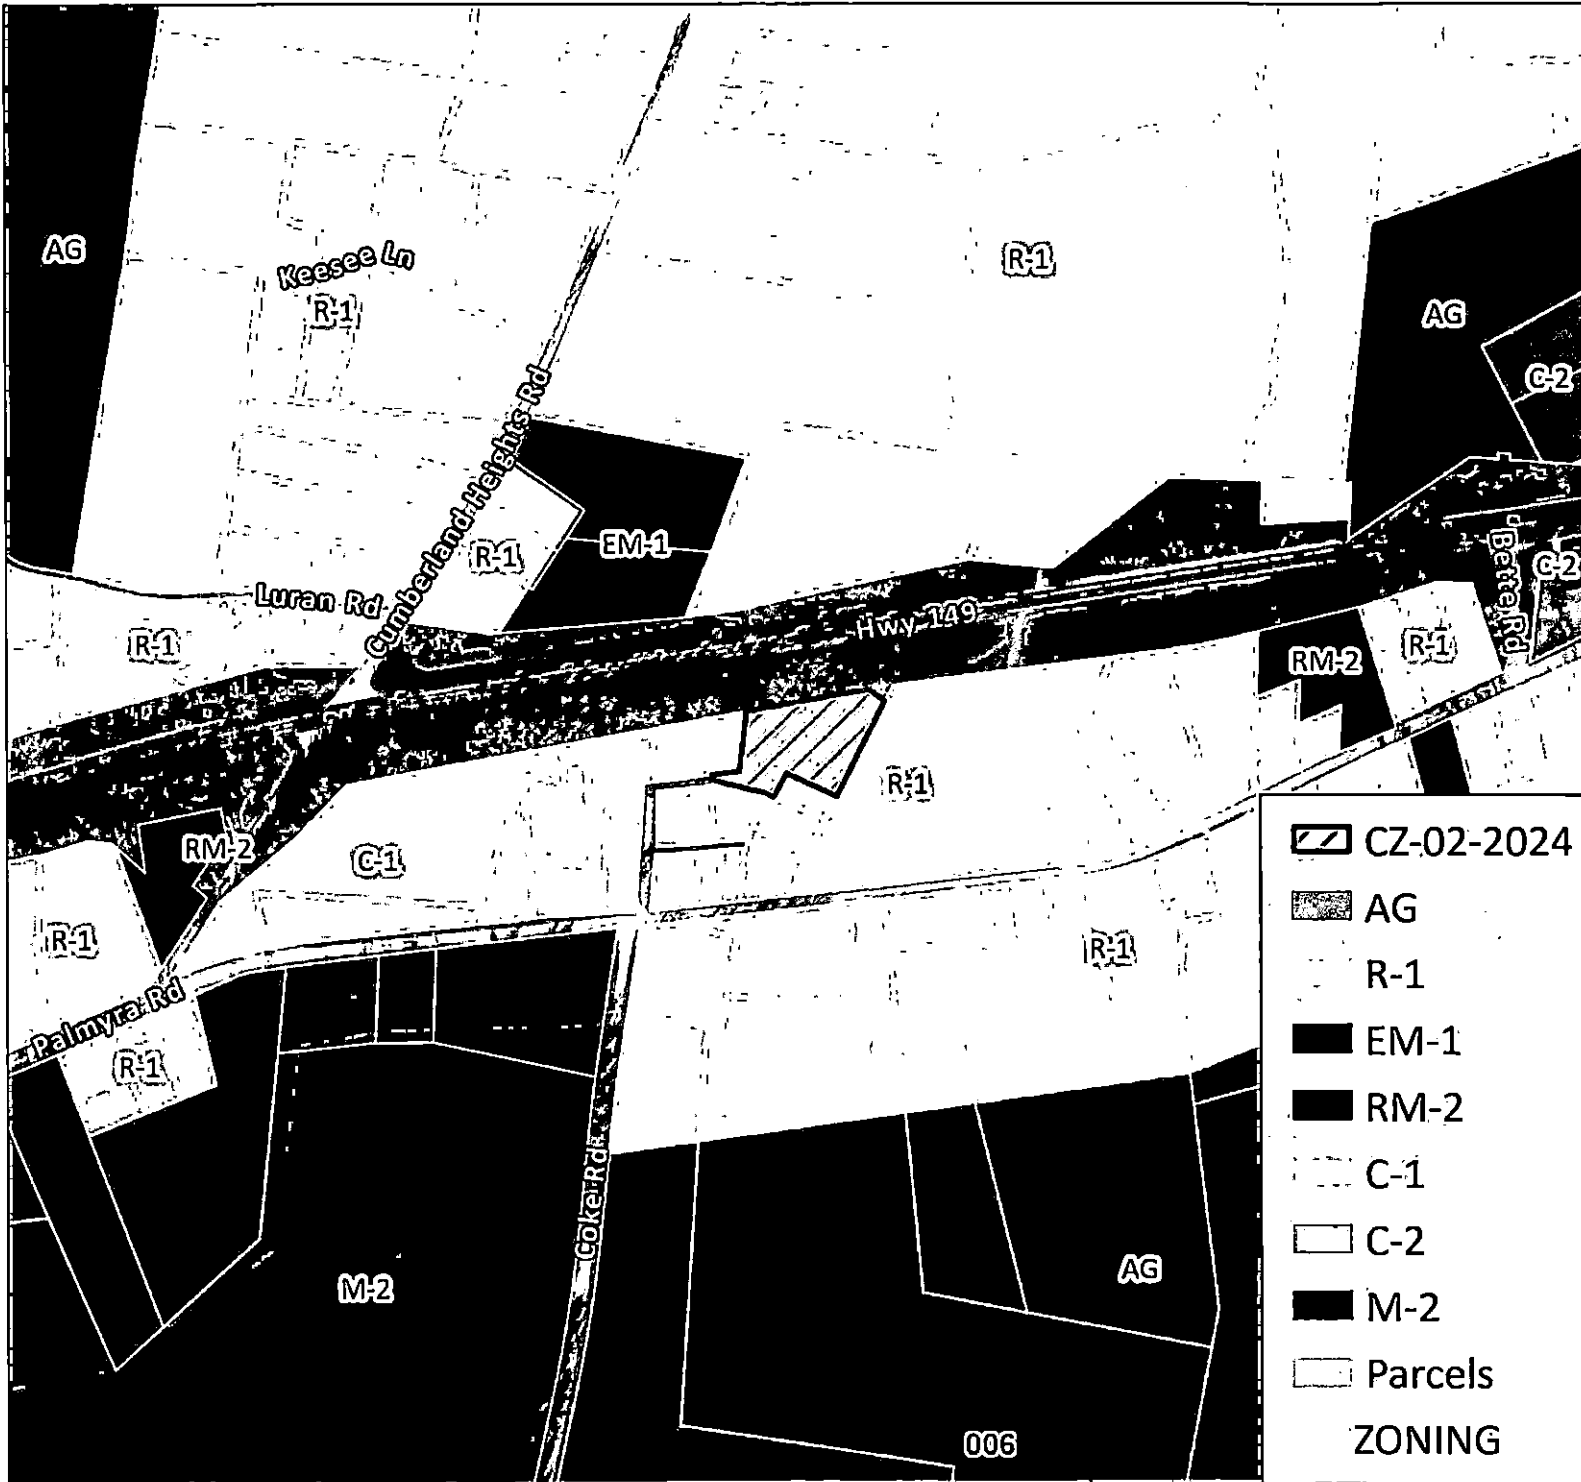 AG
Keesee Ln
R-1
R-1
AG
C-2
Cumberland Heights Rd
R-1
EM-1
Luran Rd
R-1
Hwy 149
Bette Rd
C-2
RM-2
R-1
R-1
RM-2
C-1
R-1
R-1
Palmyra Rd
R-1
Coke Rd
M-2
AG
006
CZ-02-2024
AG
R-1
EM-1
RM-2
C-1
C-2
M-2
Parcels
ZONING